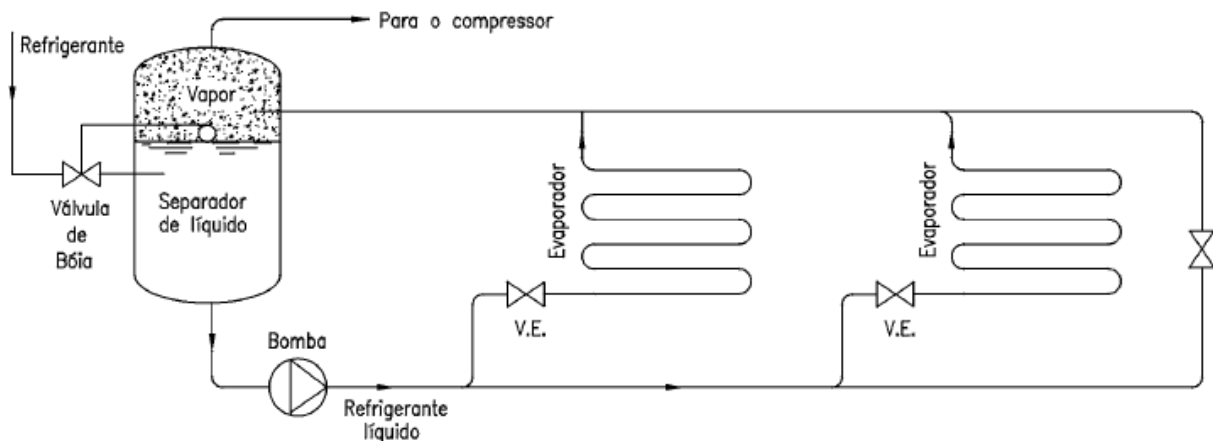 Para o compressor
Refrigerante
Vapor
Separador
de líquido
Válvula
de
Bóia
Evaporador
Evaporador
V.E.
V.E.
Bomba
Refrigerante
líquido